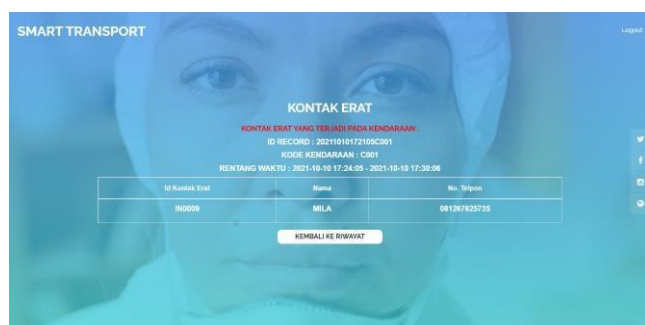 SMART TRANSPORT
Logout
KONTAK ERAT
KONTAK ERAT YANG TERJADI PADA KENDARAAN :
ID RECORD : 20211010172105C001
KODE KENDARAAN : C001
RENTANG WAKTU : 2021-10-10 17:24:05 - 2021-10-10 17:30:06
Id Kontak Erat Nama No. Telpon
IN0009 MILA 081267625735
KEMBALI KE RIWAYAT